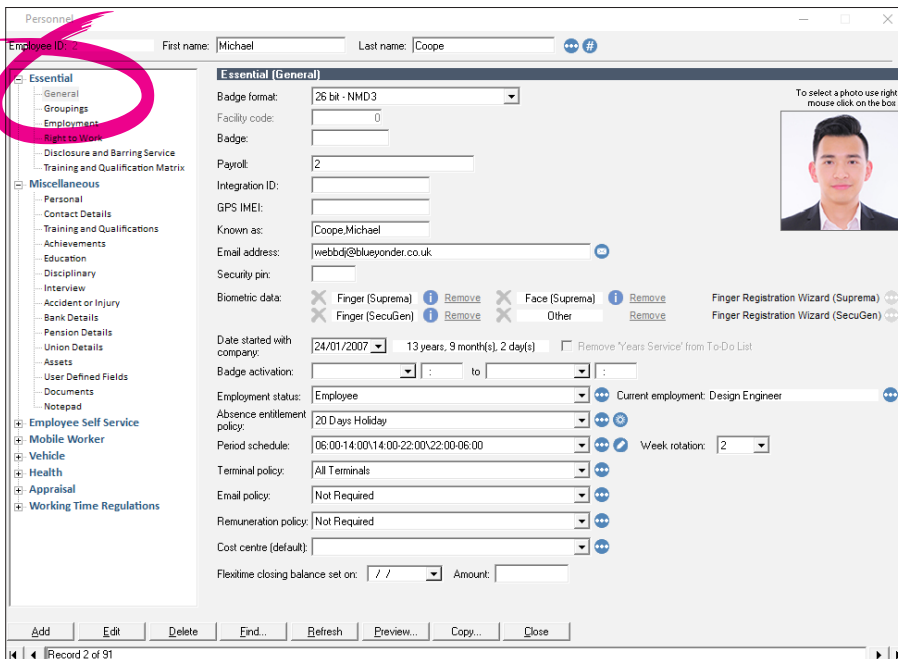 Personnel
Employee ID: 2 First name: Michael Last name: Coope #
Essential
General
Groupings
Employment
Right to Work
Disclosure and Barring Service
Training and Qualification Matrix
Miscellaneous
Personal
Contact Details
Training and Qualifications
Achievements
Education
Disciplinary
Interview
Accident or Injury
Bank Details
Pension Details
Union Details
Assets
User Defined Fields
Documents
Notepad
Employee Self Service
Mobile Worker
Vehicle
Health
Appraisal
Working Time Regulations
Essential (General)
To select a photo use right
mouse click on the box
Badge format: 26 bit - NMD3
Facility code: 0
Badge:
Payroll: 2
Integration ID:
GPS IMEI:
Known as: Coope,Michael
Email address: webbdj@blueyonder.co.uk
Security pin:
Biometric data: Finger (Suprema) i Remove Face (Suprema) i Remove Finger Registration Wizard (Suprema)
Finger (SecuGen) i Remove Other Remove Finger Registration Wizard (SecuGen)
Date started with
company: 24/01/2007 13 years, 9 month(s), 2 day(s) Remove 'Years Service' from To-Do List
Badge activation: : to :
Employment status: Employee Current employment: Design Engineer
Absence entitlement
policy: 20 Days Holiday
Period schedule: 06:00-14:00\14:00-22:00\22:00-06:00 Week rotation: 2
Terminal policy: All Terminals
Email policy: Not Required
Remuneration policy: Not Required
Cost centre (default):
Flexitime closing balance set on: / / Amount:
Add Edit Delete Find... Refresh Preview... Copy... Close
Record 2 of 91